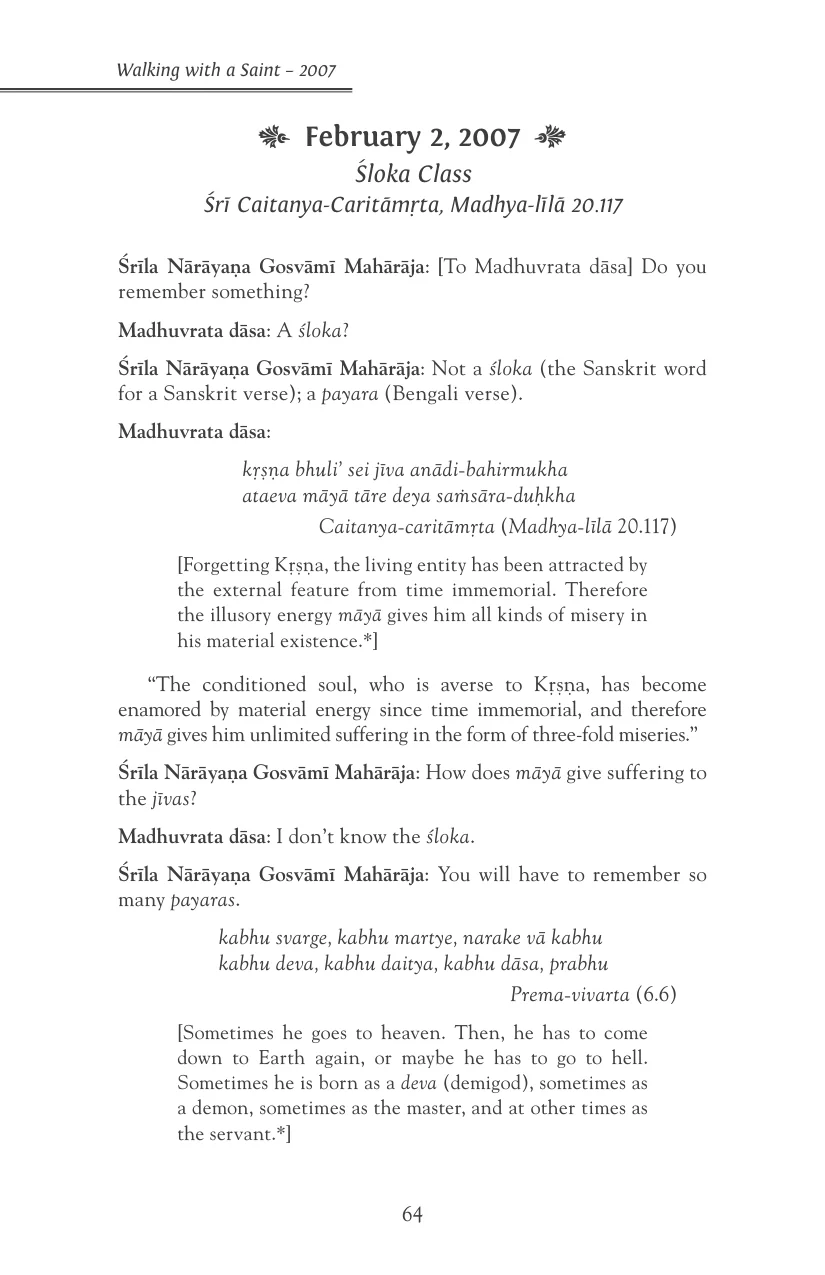 Walking with a Saint – 2007
February 2, 2007
Śloka Class
Śrī Caitanya-Caritāmṛta, Madhya-līlā 20.117
Śrīla Nārāyaṇa Gosvāmī Mahārāja: [To Madhuvrata dāsa] Do you
remember something?
Madhuvrata dāsa: A śloka?
Śrīla Nārāyaṇa Gosvāmī Mahārāja: Not a śloka (the Sanskrit word
for a Sanskrit verse); a payara (Bengali verse).
Madhuvrata dāsa:
kṛṣṇa bhuli’ sei jīva anādi-bahirmukha
ataeva māyā tāre deya saṁsāra-duḥkha
Caitanya-caritāmṛta (Madhya-līlā 20.117)
[Forgetting Kṛṣṇa, the living entity has been attracted by
the external feature from time immemorial. Therefore
the illusory energy māyā gives him all kinds of misery in
his material existence.*]
“The conditioned soul, who is averse to Kṛṣṇa, has become
enamored by material energy since time immemorial, and therefore
māyā gives him unlimited suffering in the form of three-fold miseries.”
Śrīla Nārāyaṇa Gosvāmī Mahārāja: How does māyā give suffering to
the jīvas?
Madhuvrata dāsa: I don’t know the śloka.
Śrīla Nārāyaṇa Gosvāmī Mahārāja: You will have to remember so
many payaras.
kabhu svarge, kabhu martye, narake vā kabhu
kabhu deva, kabhu daitya, kabhu dāsa, prabhu
Prema-vivarta (6.6)
[Sometimes he goes to heaven. Then, he has to come
down to Earth again, or maybe he has to go to hell.
Sometimes he is born as a deva (demigod), sometimes as
a demon, sometimes as the master, and at other times as
the servant.*]
64